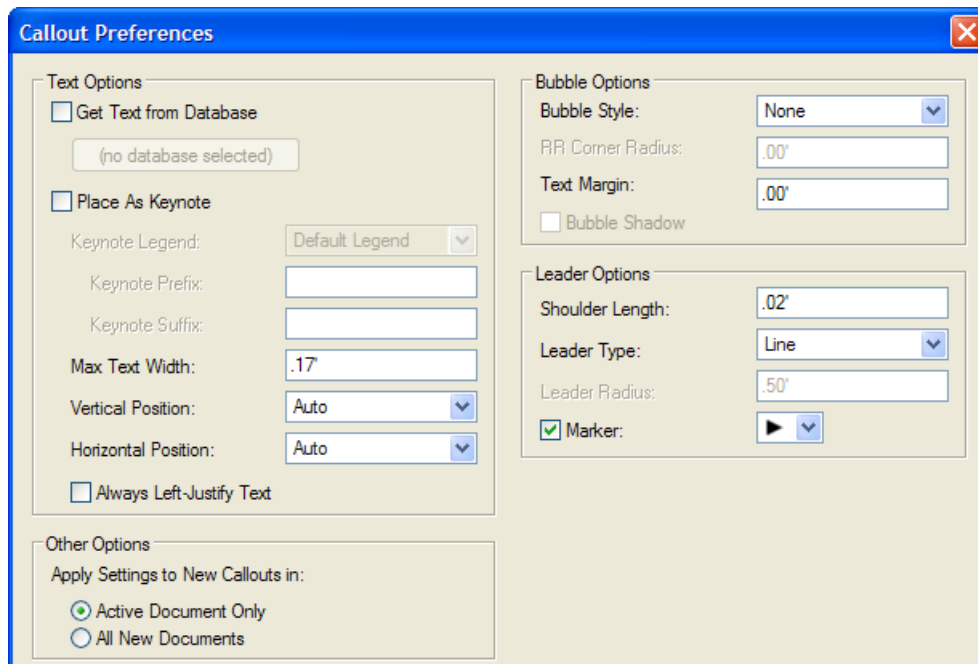 Callout Preferences
Text Options
Get Text from Database
(no database selected)
Place As Keynote
Keynote Legend: Default Legend
Keynote Prefix:
Keynote Suffix:
Max Text Width: .17'
Vertical Position: Auto
Horizontal Position: Auto
Always Left-Justify Text
Other Options
Apply Settings to New Callouts in:
Active Document Only
All New Documents
Bubble Options
Bubble Style: None
RR Corner Radius: .00'
Text Margin: .00'
Bubble Shadow
Leader Options
Shoulder Length: .02'
Leader Type: Line
Leader Radius: .50'
Marker: